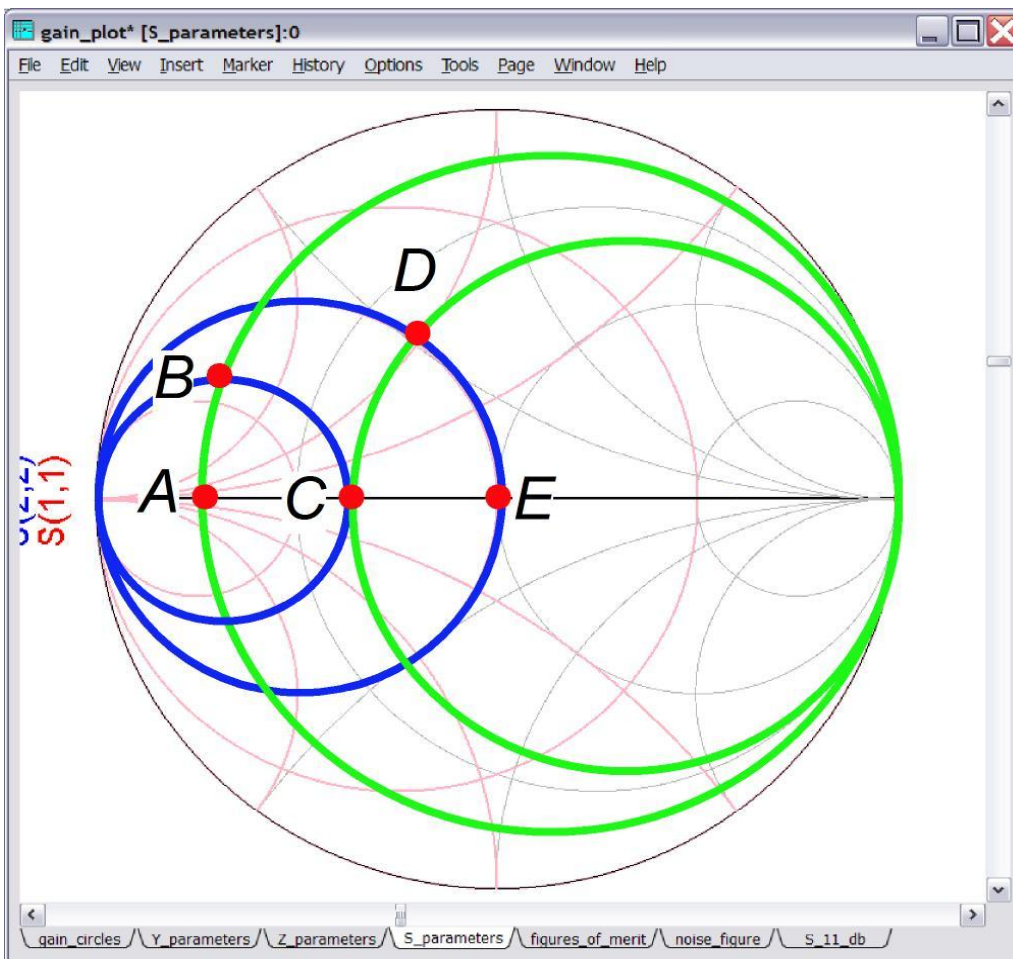 gain_plot* [S_parameters]:0
File Edit View Insert Marker History Options Tools Page Window Help
D
B
A
C
E
S(1,1)
gain_circles Y_parameters Z_parameters S_parameters figures_of_merit noise_figure S_11_db